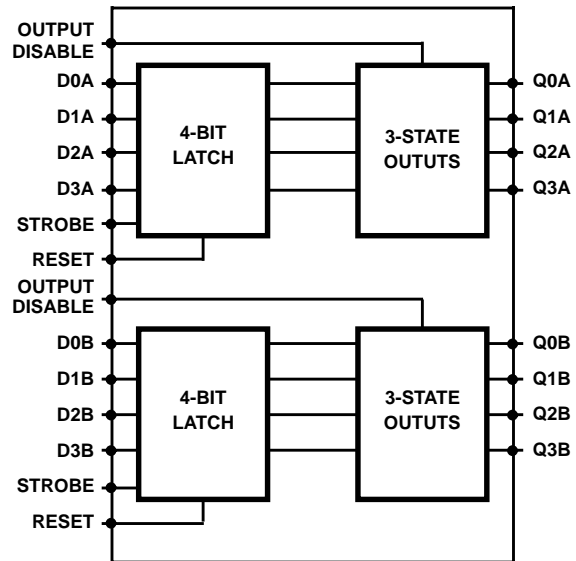 OUTPUT
DISABLE
D0A
D1A
D2A
D3A
STROBE
RESET
4-BIT
LATCH
3-STATE
OUTUTS
Q0A
Q1A
Q2A
Q3A
OUTPUT
DISABLE
D0B
D1B
D2B
D3B
STROBE
RESET
4-BIT
LATCH
3-STATE
OUTUTS
Q0B
Q1B
Q2B
Q3B